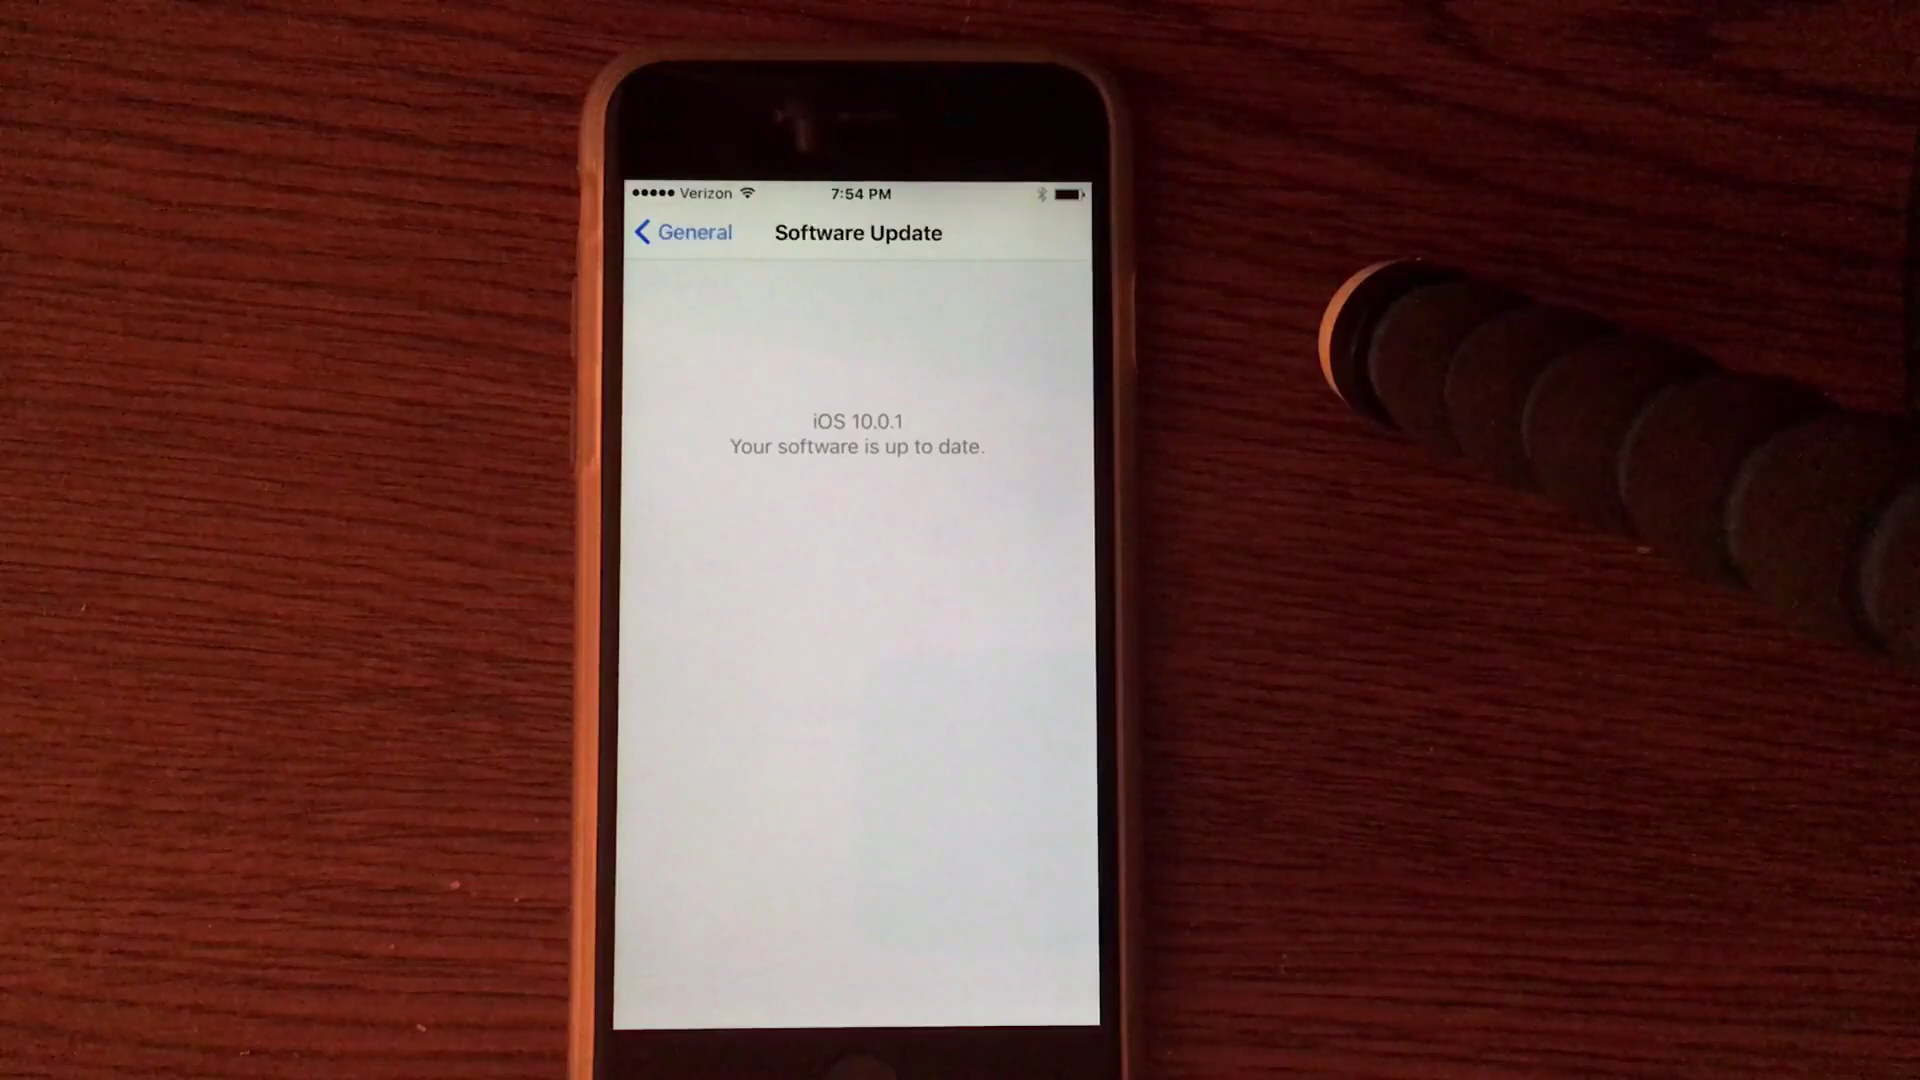 Verizon 7:54 PM
General Software Update
iOS 10.0.1
Your software is up to date.